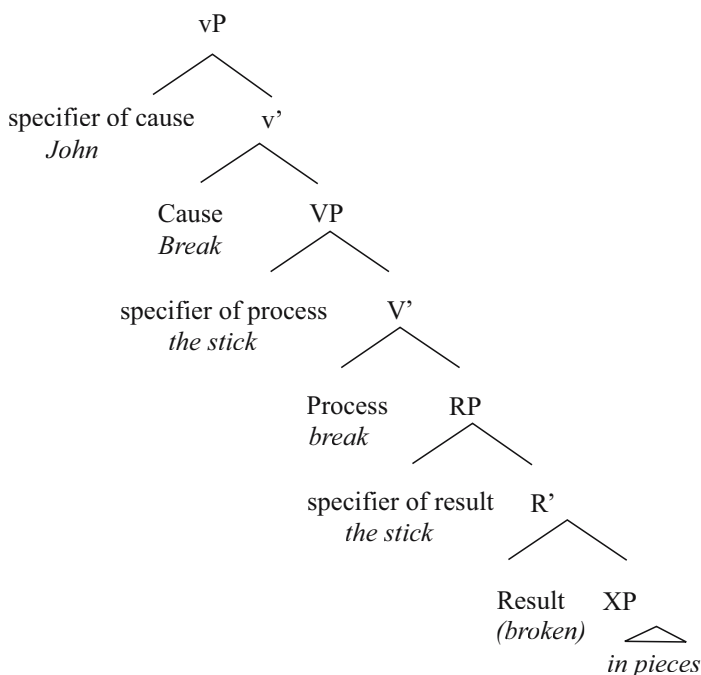 vP
specifier of cause v’
John
Cause VP
Break
specifier of process V’
the stick
Process RP
break
specifier of result R’
the stick
Result XP
(broken)
in pieces